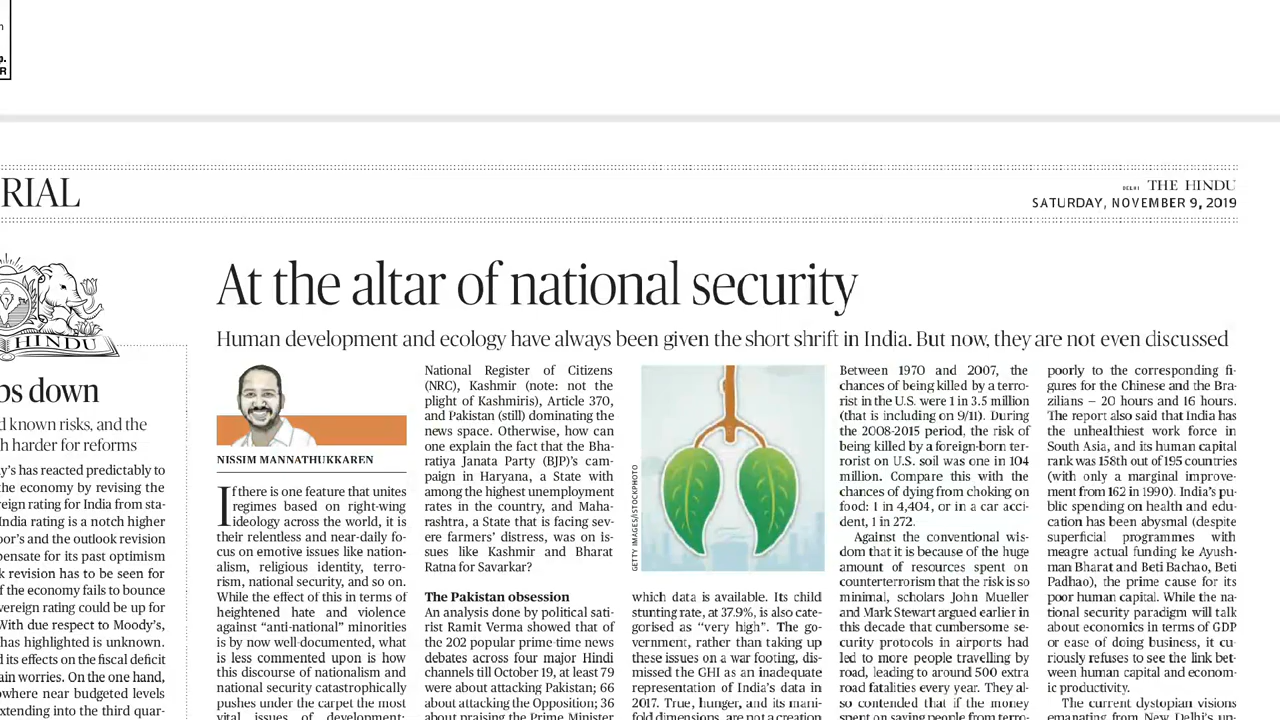 p.
R
RIAL
DELHI THE HINDU
SATURDAY, NOVEMBER 9, 2019
HINDU
bs down
d known risks, and the
h harder for reforms
y's has reacted predictably to
the economy by revising the
reign rating for India from sta-
India rating is a notch higher
oor's and the outlook revision
pensate for its past optimism
k revision has to be seen for
f the economy fails to bounce
vereign rating could be up for
With due respect to Moody's,
has highlighted is unknown.
d its effects on the fiscal deficit
ain worries. On the one hand,
owhere near budgeted levels
xtending into the third quar-
At the altar of national security
Human development and ecology have always been given the short shrift in India. But now, they are not even discussed
NISSIM MANNATHUKKAREN
If there is one feature that unites
regimes based on right-wing
ideology across the world, it is
their relentless and near-daily fo-
cus on emotive issues like nation-
alism, religious identity, terro-
rism, national security, and so on.
While the effect of this in terms of
heightened hate and violence
against “anti-national” minorities
is by now well-documented, what
is less commented upon is how
this discourse of nationalism and
national security catastrophically
pushes under the carpet the most
vital issues of development:
National Register of Citizens
(NRC), Kashmir (note: not the
plight of Kashmiris), Article 370,
and Pakistan (still) dominating the
news space. Otherwise, how can
one explain the fact that the Bha-
ratiya Janata Party (BJP)'s cam-
paign in Haryana, a State with
among the highest unemployment
rates in the country, and Maha-
rashtra, a State that is facing sev-
ere farmers' distress, was on is-
sues like Kashmir and Bharat
Ratna for Savarkar?
The Pakistan obsession
An analysis done by political sati-
rist Ramit Verma showed that of
the 202 popular prime-time news
debates across four major Hindi
channels till October 19, at least 79
were about attacking Pakistan; 66
about attacking the Opposition; 36
about praising the Prime Minister
GETTY IMAGES/ISTOCKPHOTO
which data is available. Its child
stunting rate, at 37.9%, is also cate-
gorised as “very high”. The go-
vernment, rather than taking up
these issues on a war footing, dis-
missed the GHI as an inadequate
representation of India's data in
2017. True, hunger, and its mani-
fold dimensions, are not a creation
Between 1970 and 2007, the
chances of being killed by a terro-
rist in the U.S. were 1 in 3.5 million
(that is including on 9/11). During
the 2008-2015 period, the risk of
being killed by a foreign-born ter-
rorist on U.S. soil was one in 104
million. Compare this with the
chances of dying from choking on
food: 1 in 4,404, or in a car acci-
dent, 1 in 272.
Against the conventional wis-
dom that it is because of the huge
amount of resources spent on
counterterrorism that the risk is so
minimal, scholars John Mueller
and Mark Stewart argued earlier in
this decade that cumbersome se-
curity protocols in airports had
led to more people travelling by
road, leading to around 500 extra
road fatalities every year. They al-
so contended that if the money
spent on saving people from terro-
poorly to the corresponding fi-
gures for the Chinese and the Bra-
zilians — 20 hours and 16 hours.
The report also said that India has
the unhealthiest work force in
South Asia, and its human capital
rank was 158th out of 195 countries
(with only a marginal improve-
ment from 162 in 1990). India's pu-
blic spending on health and edu-
cation has been abysmal (despite
superficial programmes with
meagre actual funding ke Ayush-
man Bharat and Beti Bachao, Beti
Padhao), the prime cause for its
poor human capital. While the na-
tional security paradigm will talk
about economics in terms of GDP
or ease of doing business, it cu-
riously refuses to see the link bet-
ween human capital and econom-
ic productivity.
The current dystopian visions
emanating from New Delhi's un-